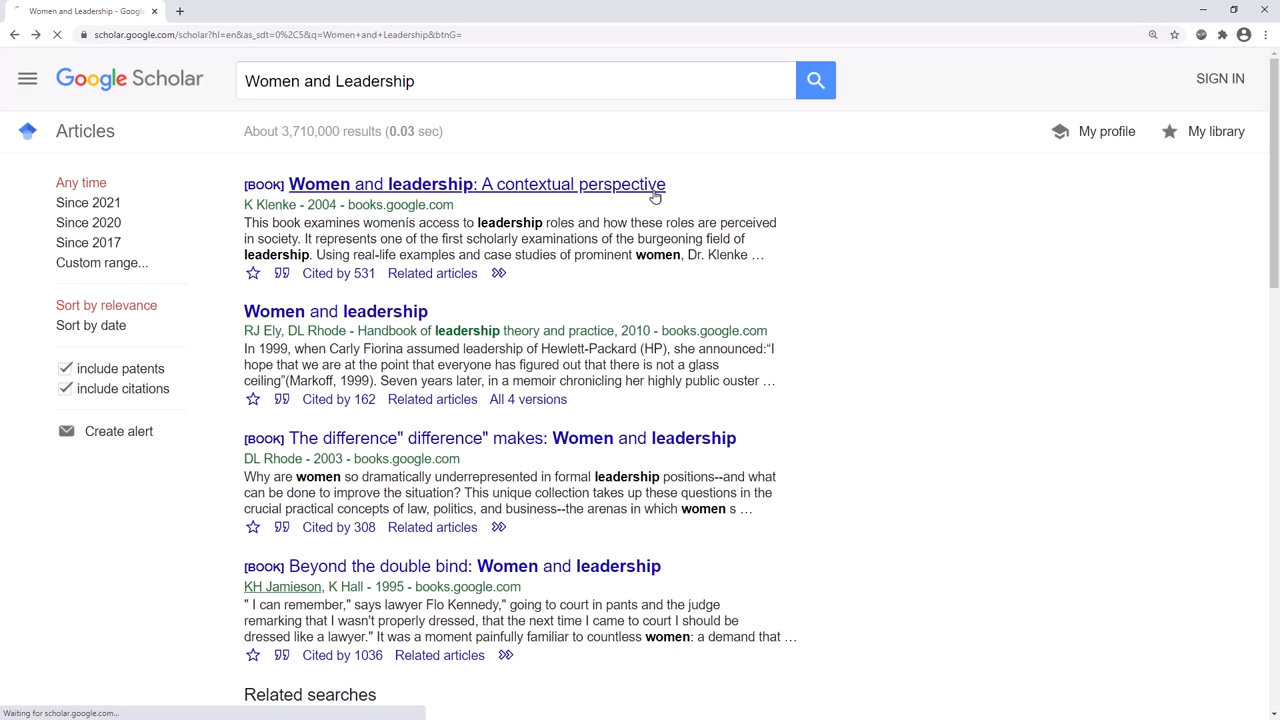 Women and Leadership - Goog
scholar.google.com/scholar?hl=en&as_sdt=0%2C5&q=Women+and+Leadership&btnG=
Google Scholar
Women and Leadership
SIGN IN
Articles
About 3,710,000 results (0.03 sec)
My profile
My library
Any time
Since 2021
Since 2020
Since 2017
Custom range...
Sort by relevance
Sort by date
include patents
include citations
Create alert
[BOOK] Women and leadership: A contextual perspective
K Klenke - 2004 - books.google.com
This book examines womenís access to leadership roles and how these roles are perceived
in society. It represents one of the first scholarly examinations of the burgeoning field of
leadership. Using real-life examples and case studies of prominent women, Dr. Klenke …
Cited by 531 Related articles
Women and leadership
RJ Ely, DL Rhode - Handbook of leadership theory and practice, 2010 - books.google.com
In 1999, when Carly Fiorina assumed leadership of Hewlett-Packard (HP), she announced:“I
hope that we are at the point that everyone has figured out that there is not a glass
ceiling”(Markoff, 1999). Seven years later, in a memoir chronicling her highly public ouster …
Cited by 162 Related articles All 4 versions
[BOOK] The difference" difference" makes: Women and leadership
DL Rhode - 2003 - books.google.com
Why are women so dramatically underrepresented in formal leadership positions--and what
can be done to improve the situation? This unique collection takes up these questions in the
crucial practical concepts of law, politics, and business--the arenas in which women s …
Cited by 308 Related articles
[BOOK] Beyond the double bind: Women and leadership
KH Jamieson, K Hall - 1995 - books.google.com
" I can remember," says lawyer Flo Kennedy," going to court in pants and the judge
remarking that I wasn't properly dressed, that the next time I came to court I should be
dressed like a lawyer." It was a moment painfully familiar to countless women: a demand that …
Cited by 1036 Related articles
Related searches
Waiting for scholar.google.com...